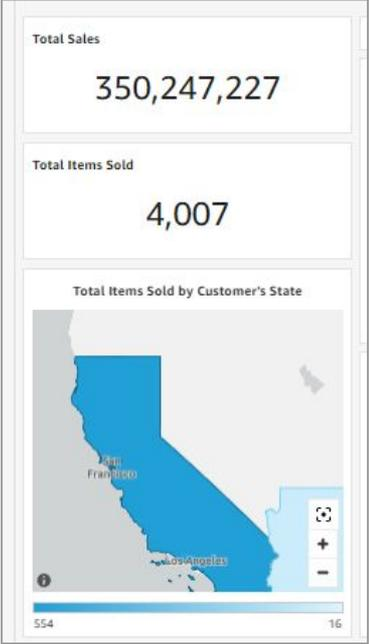 Total Sales
350,247,227
Total Items Sold
4,007
Total Items Sold by Customer's State
San
Francisco
Los Angeles
+
−
554 16